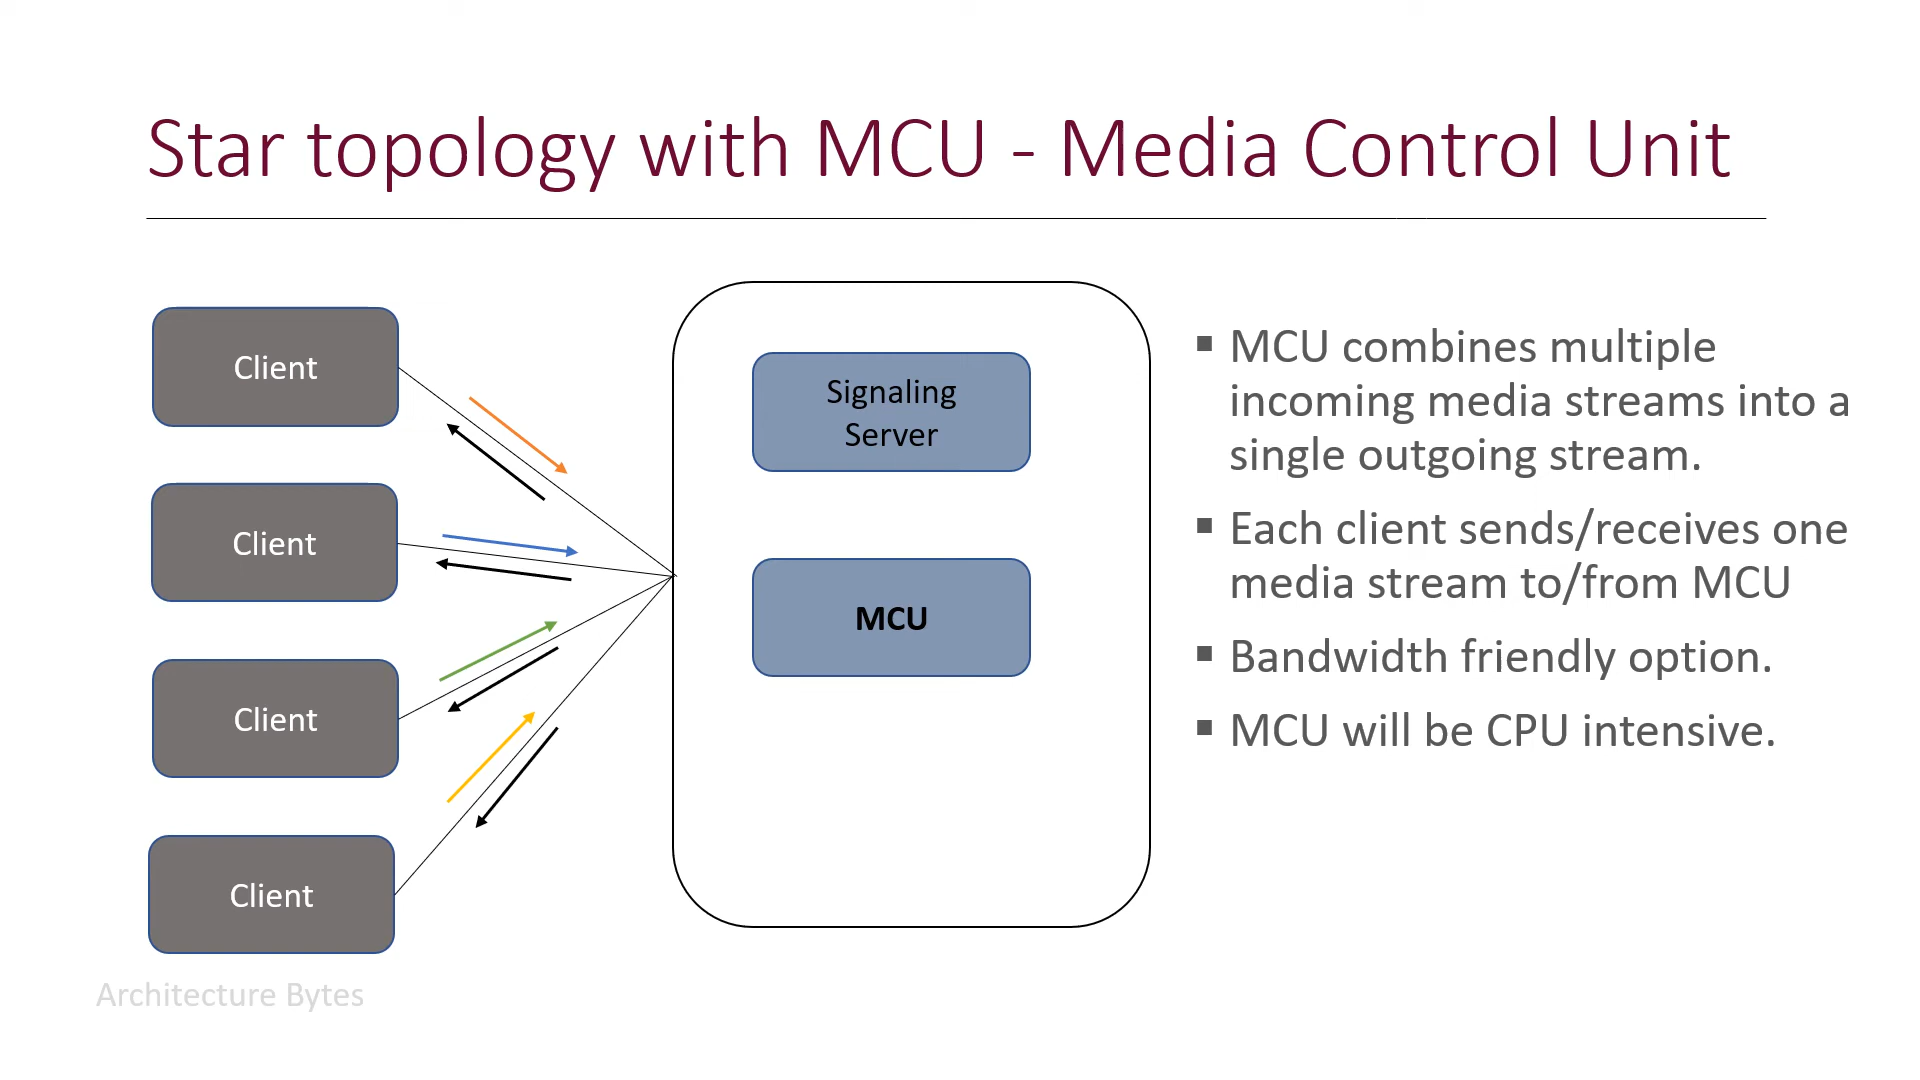 Star topology with MCU - Media Control Unit
Client
Client
Client
Client
Signaling
Server
MCU
▪ MCU combines multiple
incoming media streams into a
single outgoing stream.
▪ Each client sends/receives one
media stream to/from MCU
▪ Bandwidth friendly option.
▪ MCU will be CPU intensive.
Architecture Bytes